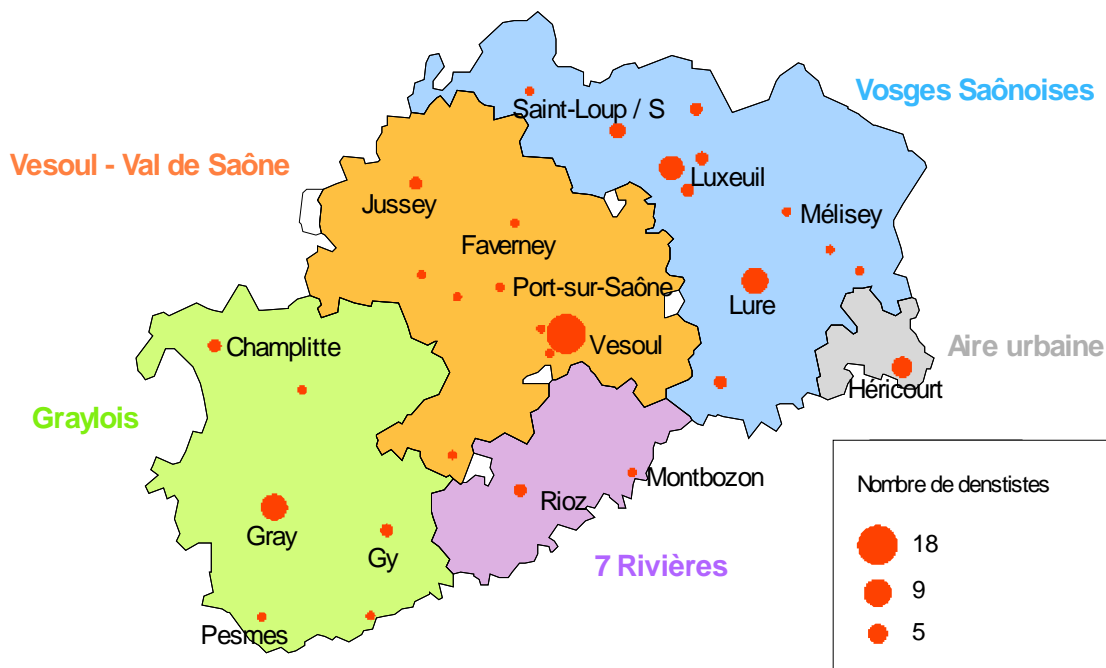 Vosges Saônoises
Saint-Loup / S
Vesoul - Val de Saône
Luxeuil
Jussey
Mélisey
Faverney
Port-sur-Saône
Lure
Vesoul
Champlitte
Aire urbaine
Héricourt
Graylois
Montbozon
Nombre de denstistes
Rioz
Gray
18
Gy
7 Rivières
9
Pesmes
5